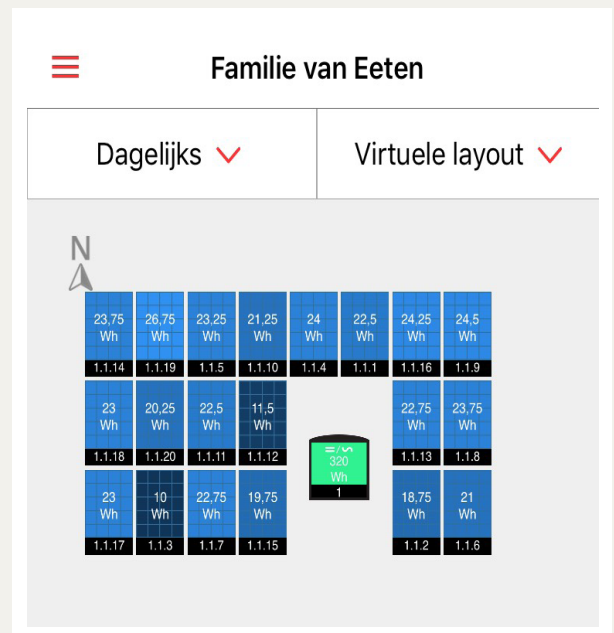 Familie van Eeten
Dagelijks
Virtuele layout
N
23,75 26,75 23,25 21,25 24 22,5 24,25 24,5
Wh Wh Wh Wh Wh Wh Wh Wh
1.1.14 1.1.19 1.1.5 1.1.10 1.1.4 1.1.1 1.1.16 1.1.9
23 20,25 22,5 11,5 22,75 23,75
Wh Wh Wh Wh Wh Wh
1.1.18 1.1.20 1.1.11 1.1.12 1.1.13 1.1.8
320
Wh
1
23 10 22,75 19,75 18,75 21
Wh Wh Wh Wh Wh Wh
1.1.17 1.1.3 1.1.7 1.1.15 1.1.2 1.1.6